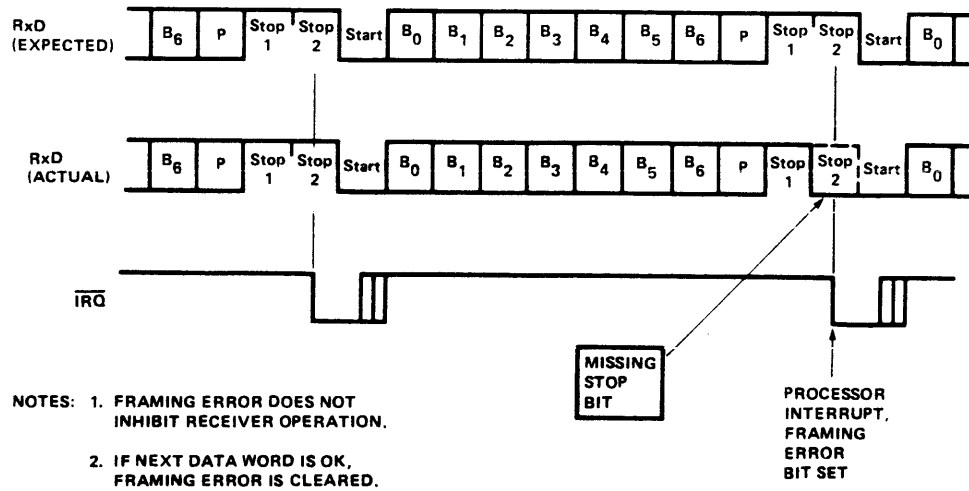 RxD
(EXPECTED)
B6 P Stop 1 Stop 2 Start B0 B1 B2 B3 B4 B5 B6 P Stop 1 Stop 2 Start B0
RxD
(ACTUAL)
B6 P Stop 1 Stop 2 Start B0 B1 B2 B3 B4 B5 B6 P Stop 1 Stop 2 Start B0
IRQ
MISSING
STOP
BIT
PROCESSOR
INTERRUPT,
FRAMING
ERROR
BIT SET
NOTES: 1. FRAMING ERROR DOES NOT
INHIBIT RECEIVER OPERATION.
2. IF NEXT DATA WORD IS OK,
FRAMING ERROR IS CLEARED.